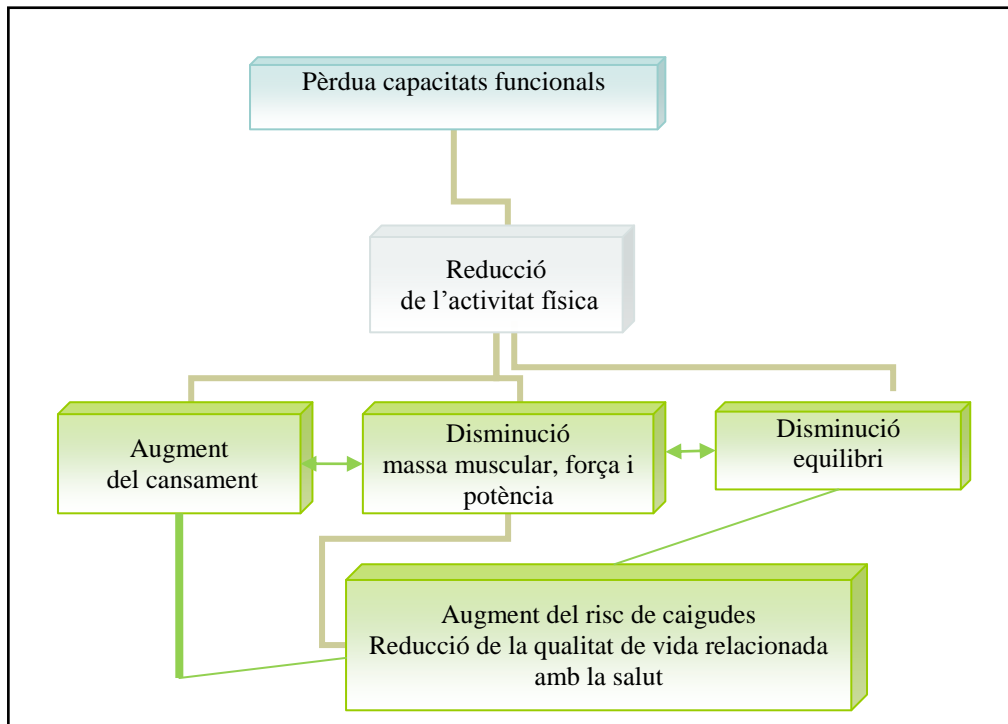 Pèrdua capacitats funcionals
Reducció
de l’activitat física
Augment
del cansament
Disminució
massa muscular, força i
potència
Disminució
equilibri
Augment del risc de caigudes
Reducció de la qualitat de vida relacionada
amb la salut